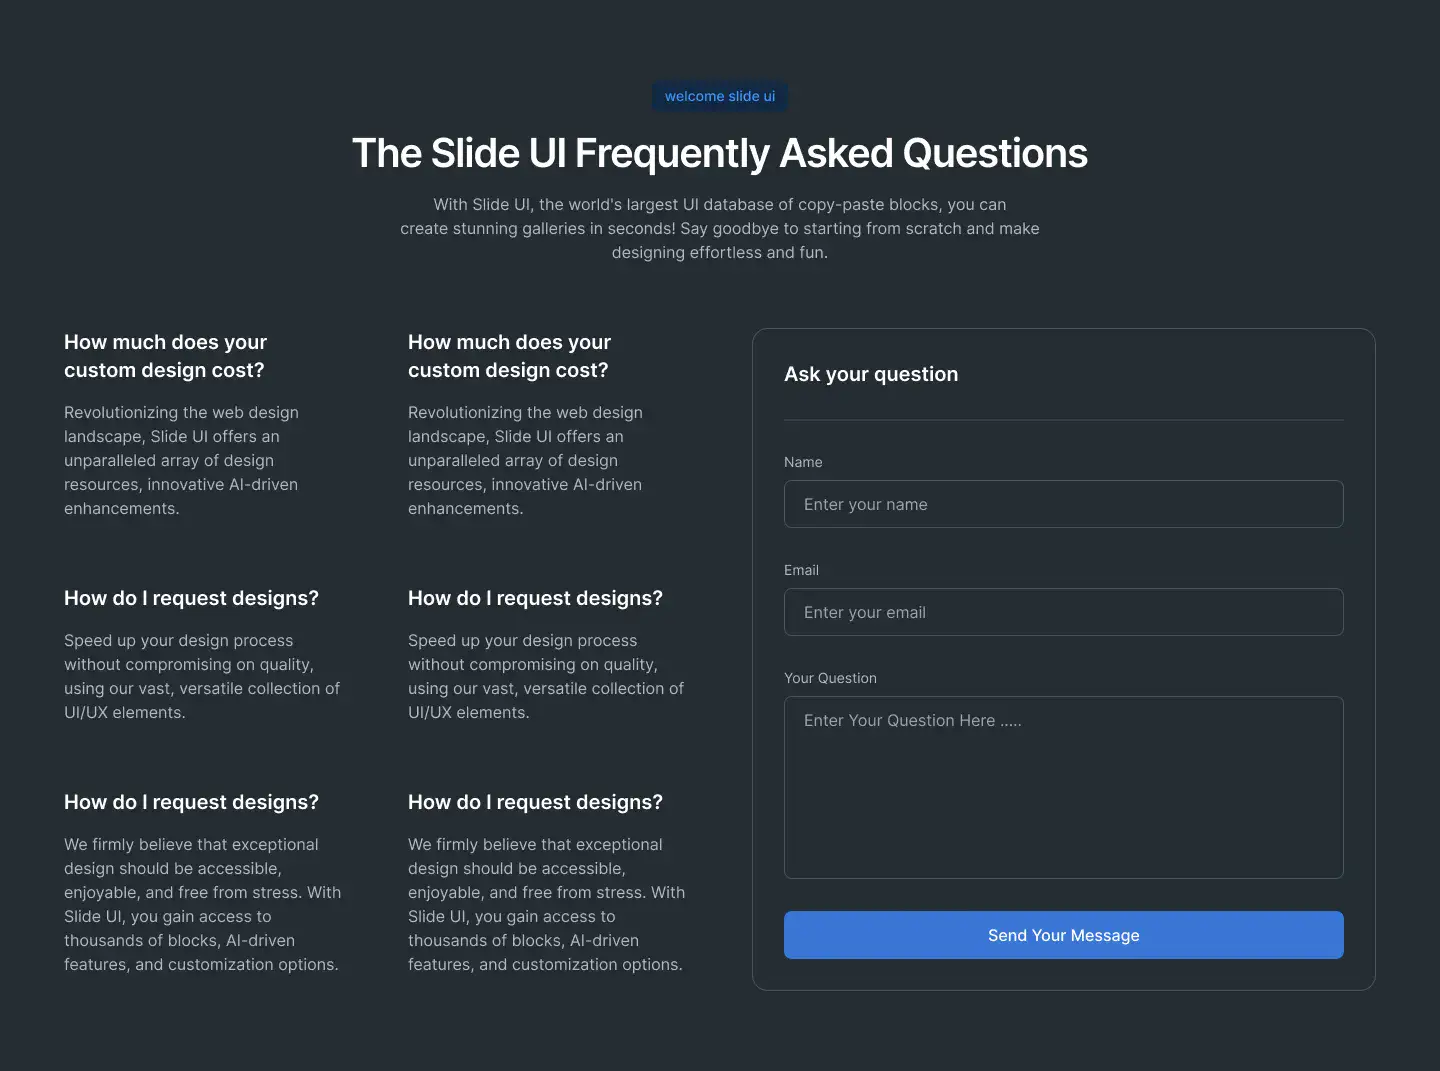 welcome slide ui
The Slide UI Frequently Asked Questions
With Slide UI, the world's largest UI database of copy-paste blocks, you can
create stunning galleries in seconds! Say goodbye to starting from scratch and make
designing effortless and fun.
How much does your
custom design cost?
Revolutionizing the web design
landscape, Slide UI offers an
unparalleled array of design
resources, innovative AI-driven
enhancements.
How much does your
custom design cost?
Revolutionizing the web design
landscape, Slide UI offers an
unparalleled array of design
resources, innovative AI-driven
enhancements.
How do I request designs?
Speed up your design process
without compromising on quality,
using our vast, versatile collection of
UI/UX elements.
How do I request designs?
Speed up your design process
without compromising on quality,
using our vast, versatile collection of
UI/UX elements.
How do I request designs?
We firmly believe that exceptional
design should be accessible,
enjoyable, and free from stress. With
Slide UI, you gain access to
thousands of blocks, AI-driven
features, and customization options.
How do I request designs?
We firmly believe that exceptional
design should be accessible,
enjoyable, and free from stress. With
Slide UI, you gain access to
thousands of blocks, AI-driven
features, and customization options.
Ask your question
Name
Enter your name
Email
Enter your email
Your Question
Enter Your Question Here .....
Send Your Message